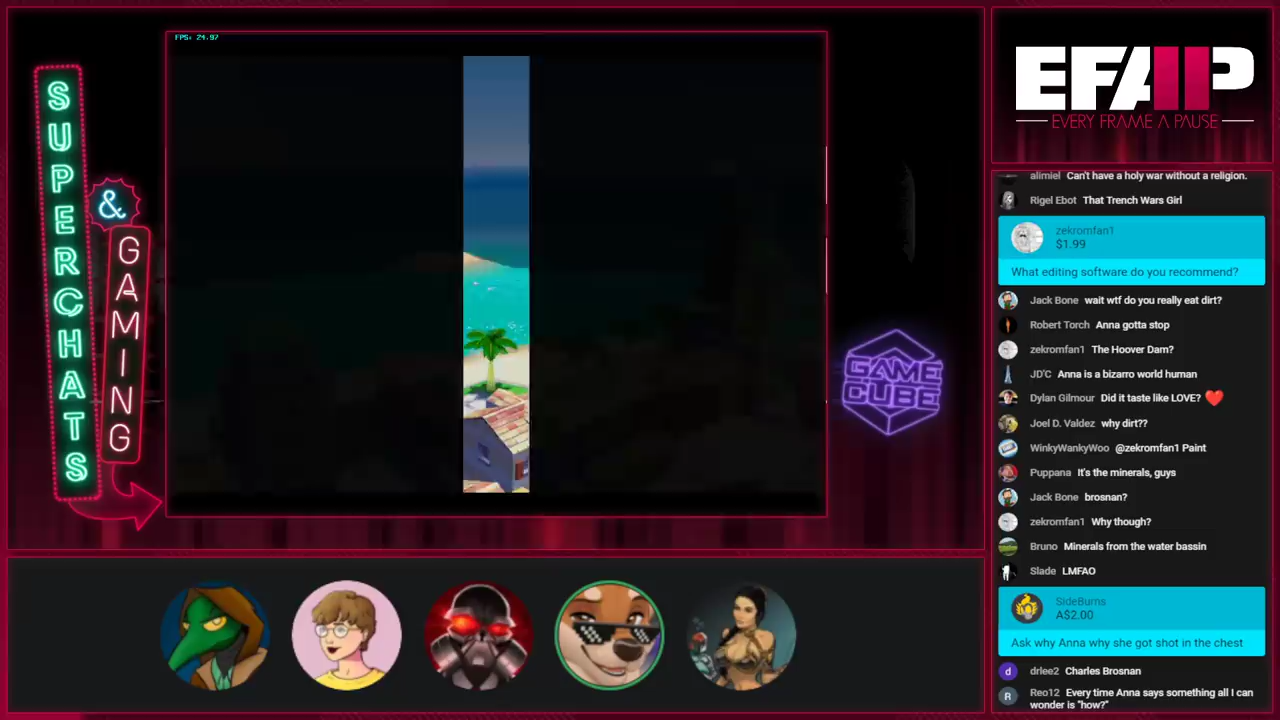 FPS: 24.97
SUPERCHATS
&
GAMING
GAME
CUBE
EFAP
EVERY FRAME A PAUSE
alimiel Can't have a holy war without a religion.
Rigel Ebot That Trench Wars Girl
zekromfan1
$1.99
What editing software do you recommend?
Jack Bone wait wtf do you really eat dirt?
Robert Torch Anna gotta stop
zekromfan1 The Hoover Dam?
JD'C Anna is a bizarro world human
Dylan Gilmour Did it taste like LOVE? ❤️
Joel D. Valdez why dirt??
WinkyWankyWoo @zekromfan1 Paint
Puppana It's the minerals, guys
Jack Bone brosnan?
zekromfan1 Why though?
Bruno Minerals from the water bassin
Slade LMFAO
SideBurns
A$2.00
Ask why Anna why she got shot in the chest
d drlee2 Charles Brosnan
R Reo12 Every time Anna says something all I can
wonder is "how?"